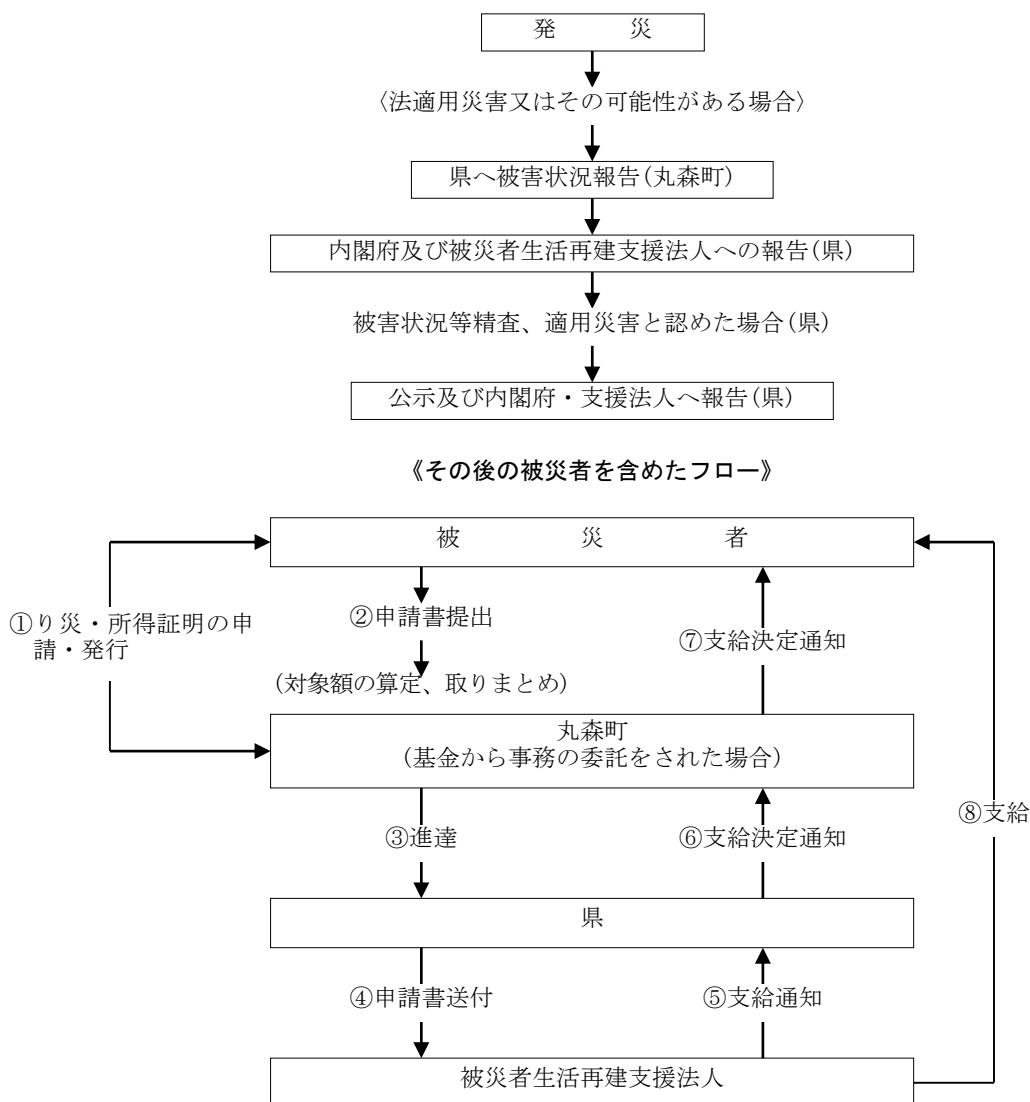 発　　災
〈法適用災害又はその可能性がある場合〉
県へ被害状況報告(丸森町)
内閣府及び被災者生活再建支援法人への報告(県)
被害状況等精査、適用災害と認めた場合(県)
公示及び内閣府・支援法人へ報告(県)
《その後の被災者を含めたフロー》
被　　災　　者
①り災・所得証明の申
請・発行
②申請書提出
⑦支給決定通知
(対象額の算定、取りまとめ)
丸森町
(基金から事務の委託をされた場合)
⑧支給
③進達
⑥支給決定通知
県
④申請書送付
⑤支給通知
被災者生活再建支援法人